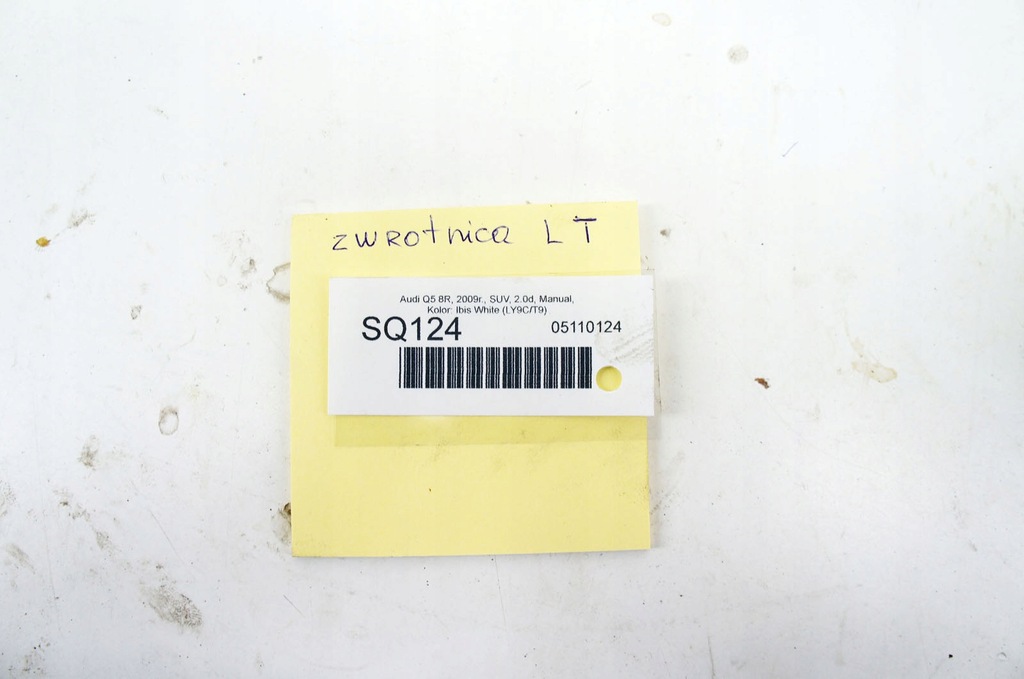 zwrotnica LT
Audi Q5 8R, 2009r., SUV, 2.0d, Manual,
Kolor: Ibis White (LY9C/T9)
SQ124 05110124